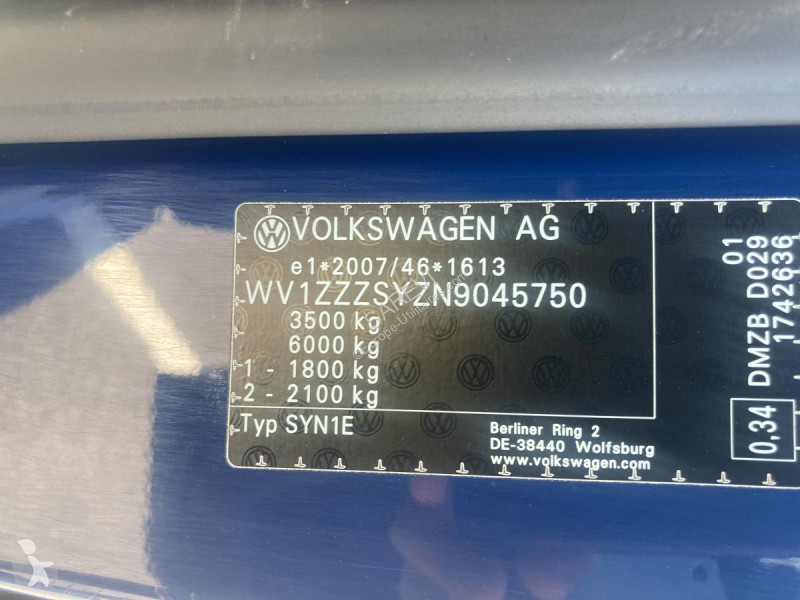 VOLKSWAGEN AG
e1*2007/46*1613
WV1ZZZSYZN9045750
3500 kg
6000 kg
1 - 1800 kg
2 - 2100 kg
Typ SYN1E
Berliner Ring 2
DE-38440 Wolfsburg
www.volkswagen.com
01
DMZB D029
1742636
0,34